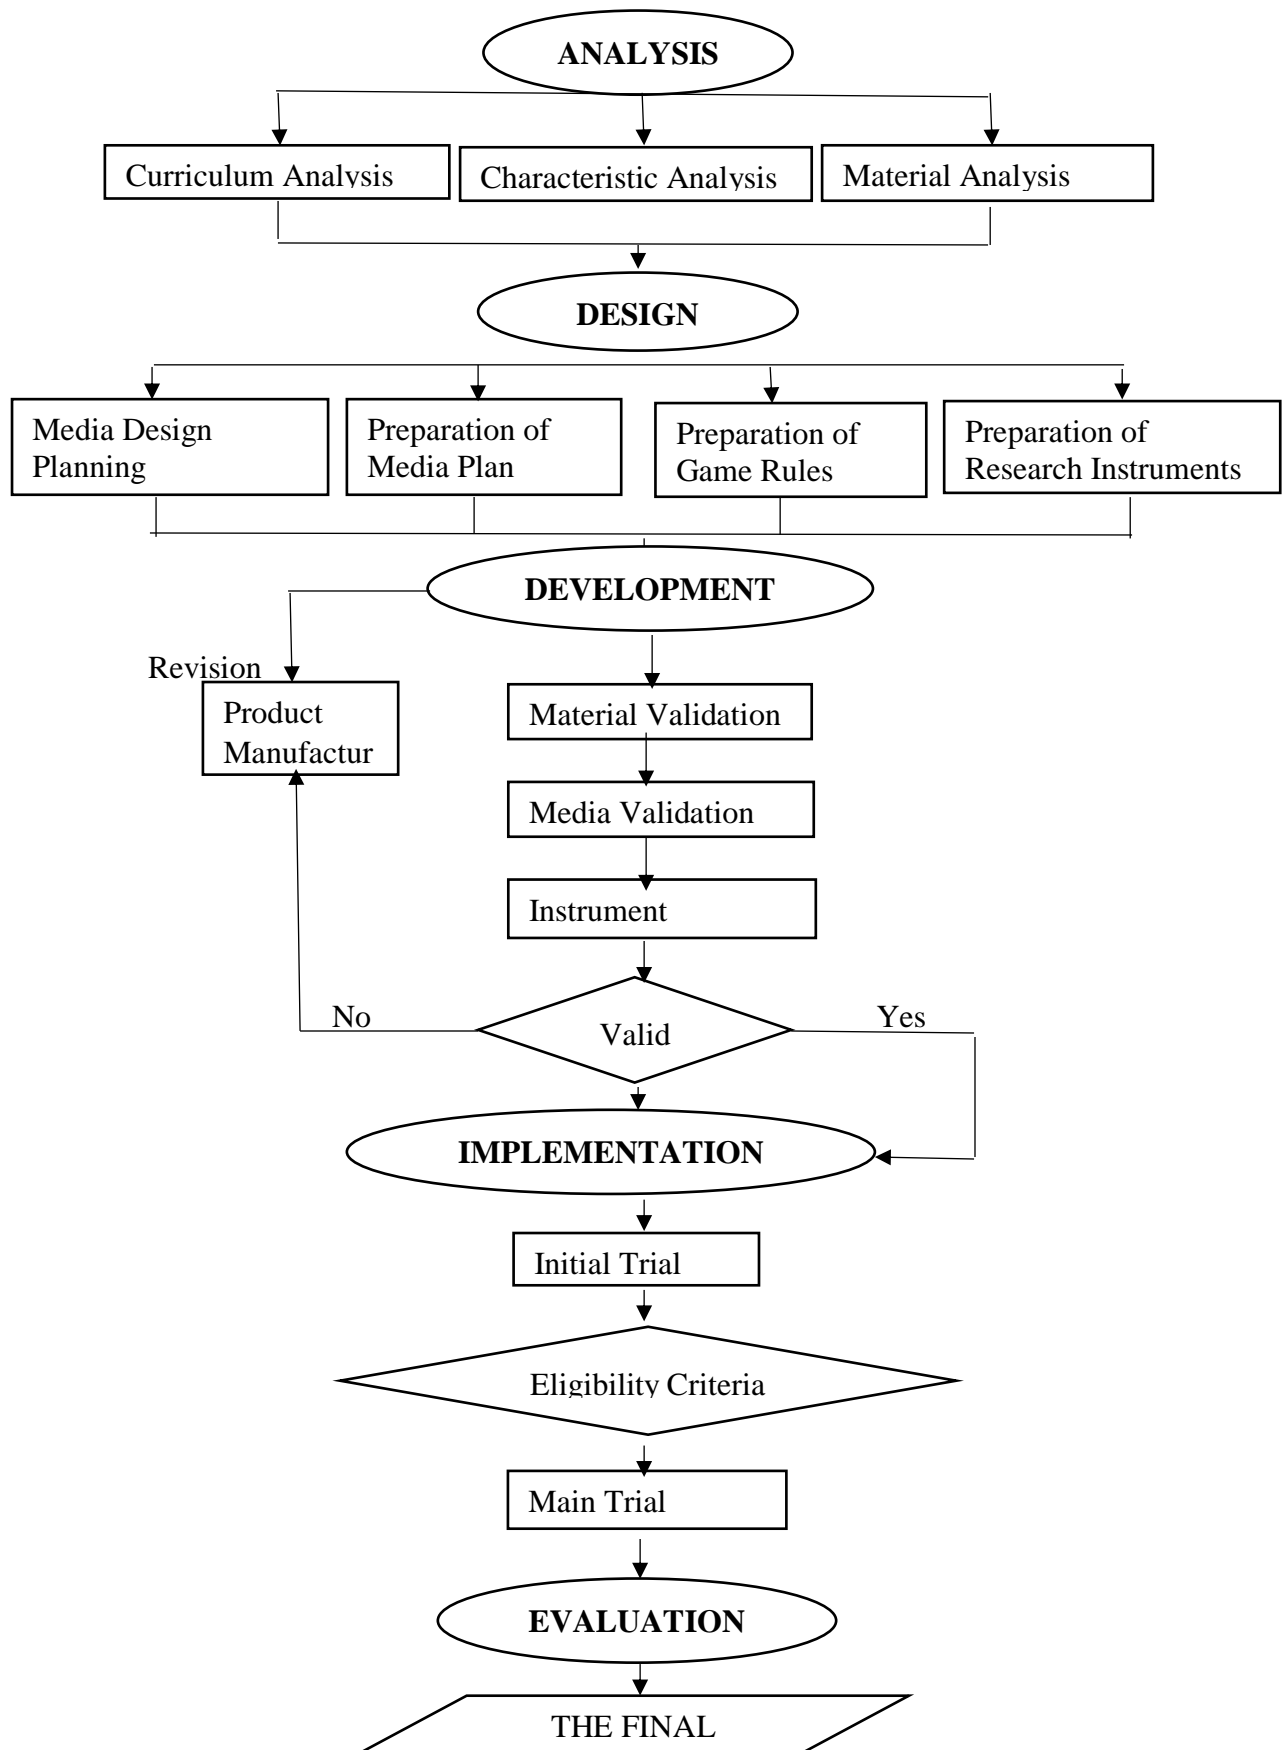 ANALYSIS
Curriculum Analysis
Characteristic Analysis
Material Analysis
DESIGN
Media Design
Planning
Preparation of
Media Plan
Preparation of
Game Rules
Preparation of
Research Instruments
DEVELOPMENT
Revision
Product
Manufactur
Material Validation
Media Validation
Instrument
No
Valid
Yes
IMPLEMENTATION
Initial Trial
Eligibility Criteria
Main Trial
EVALUATION
THE FINAL